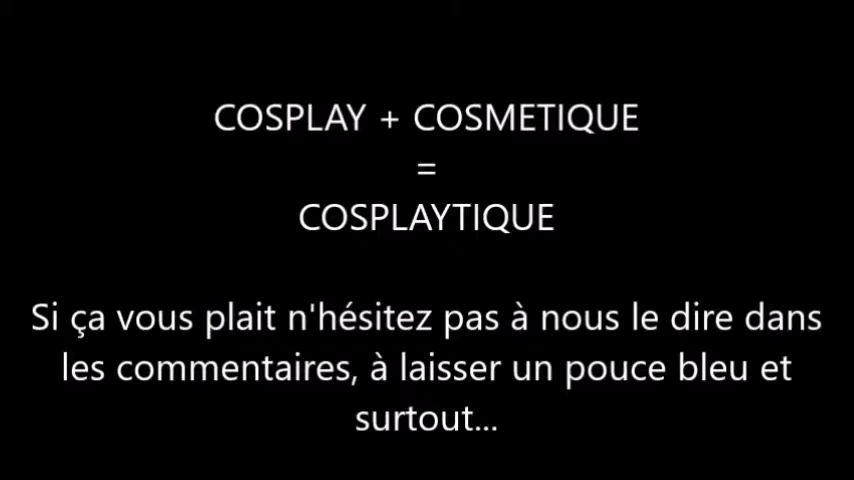 COSPLAY + COSMETIQUE
=
COSPLAYTIQUE
Si ça vous plait n'hésitez pas à nous le dire dans
les commentaires, à laisser un pouce bleu et
surtout...